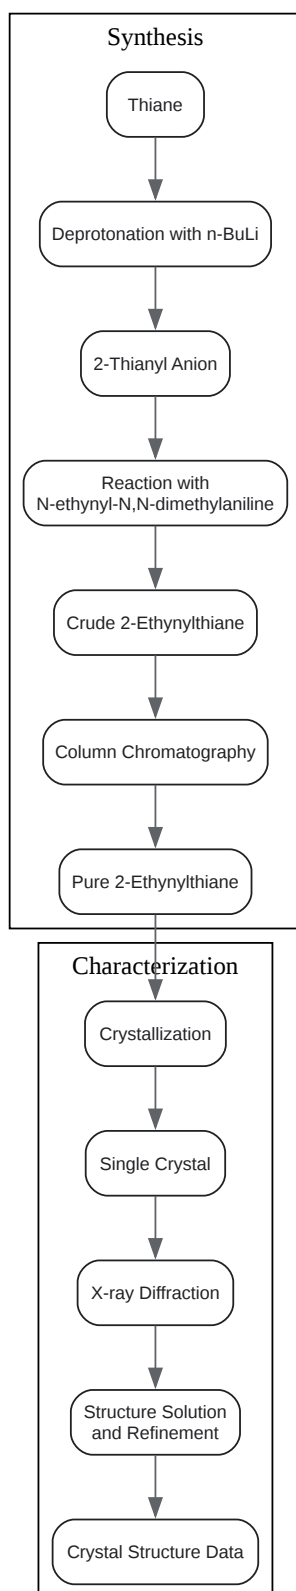 Synthesis
Thiane
Deprotonation with n-BuLi
2-Thianyl Anion
Reaction with
N-ethynyl-N,N-dimethylaniline
Crude 2-Ethynylthiane
Column Chromatography
Pure 2-Ethynylthiane
Characterization
Crystallization
Single Crystal
X-ray Diffraction
Structure Solution
and Refinement
Crystal Structure Data